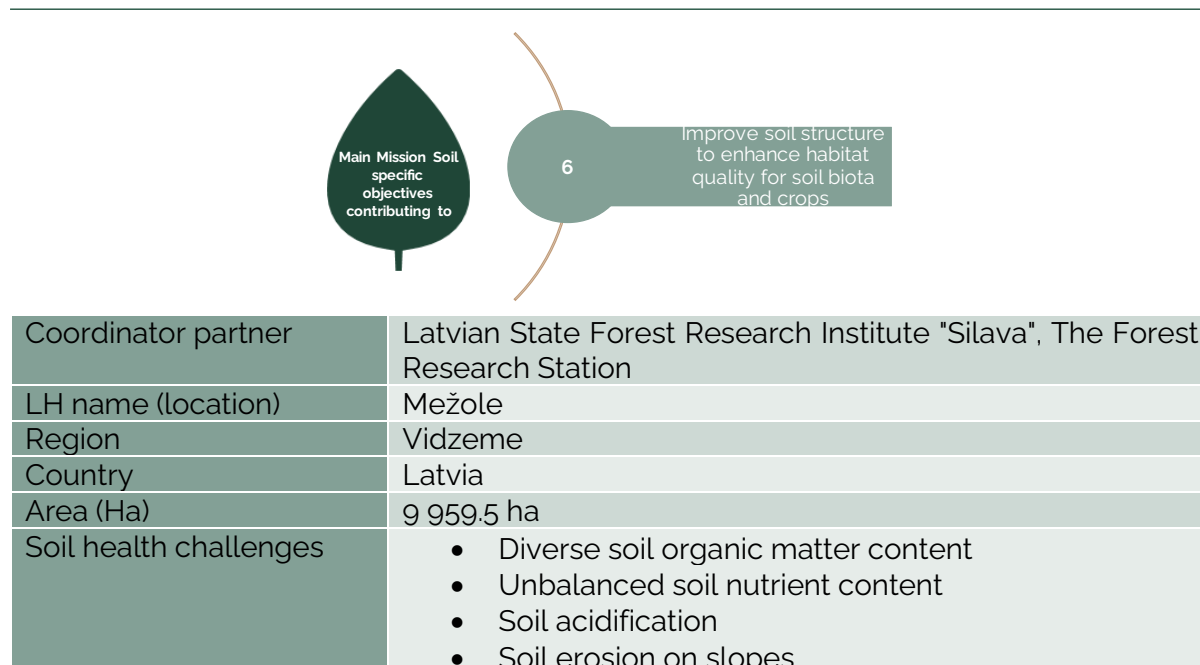 Main Mission Soil
specific
objectives
contributing to
6
Improve soil structure
to enhance habitat
quality for soil biota
and crops
Coordinator partner
Latvian State Forest Research Institute "Silava", The Forest
Research Station
LH name (location)
Mežole
Region
Vidzeme
Country
Latvia
Area (Ha)
9 959.5 ha
Soil health challenges
• Diverse soil organic matter content
• Unbalanced soil nutrient content
• Soil acidification
• Soil erosion on slopes